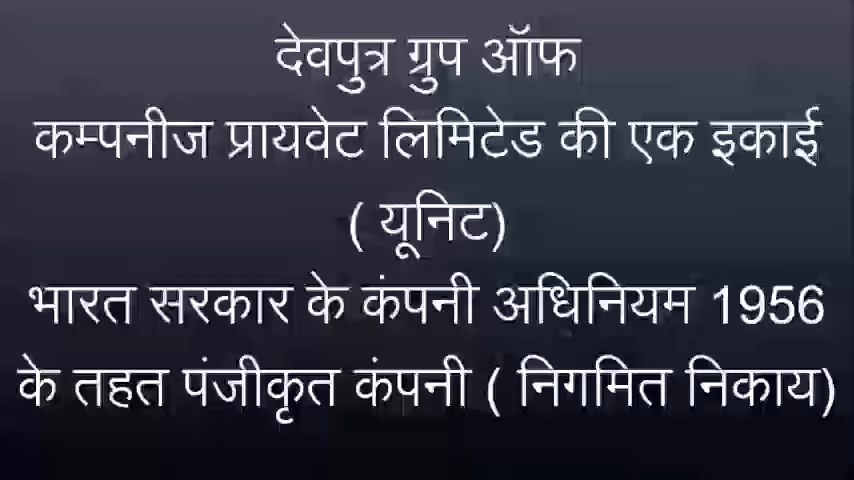 देवपुत्र ग्रुप ऑफ
कम्पनीज प्रायवेट लिमिटेड की एक इकाई
( यूनिट)
भारत सरकार के कंपनी अधिनियम 1956
के तहत पंजीकृत कंपनी ( निगमित निकाय)